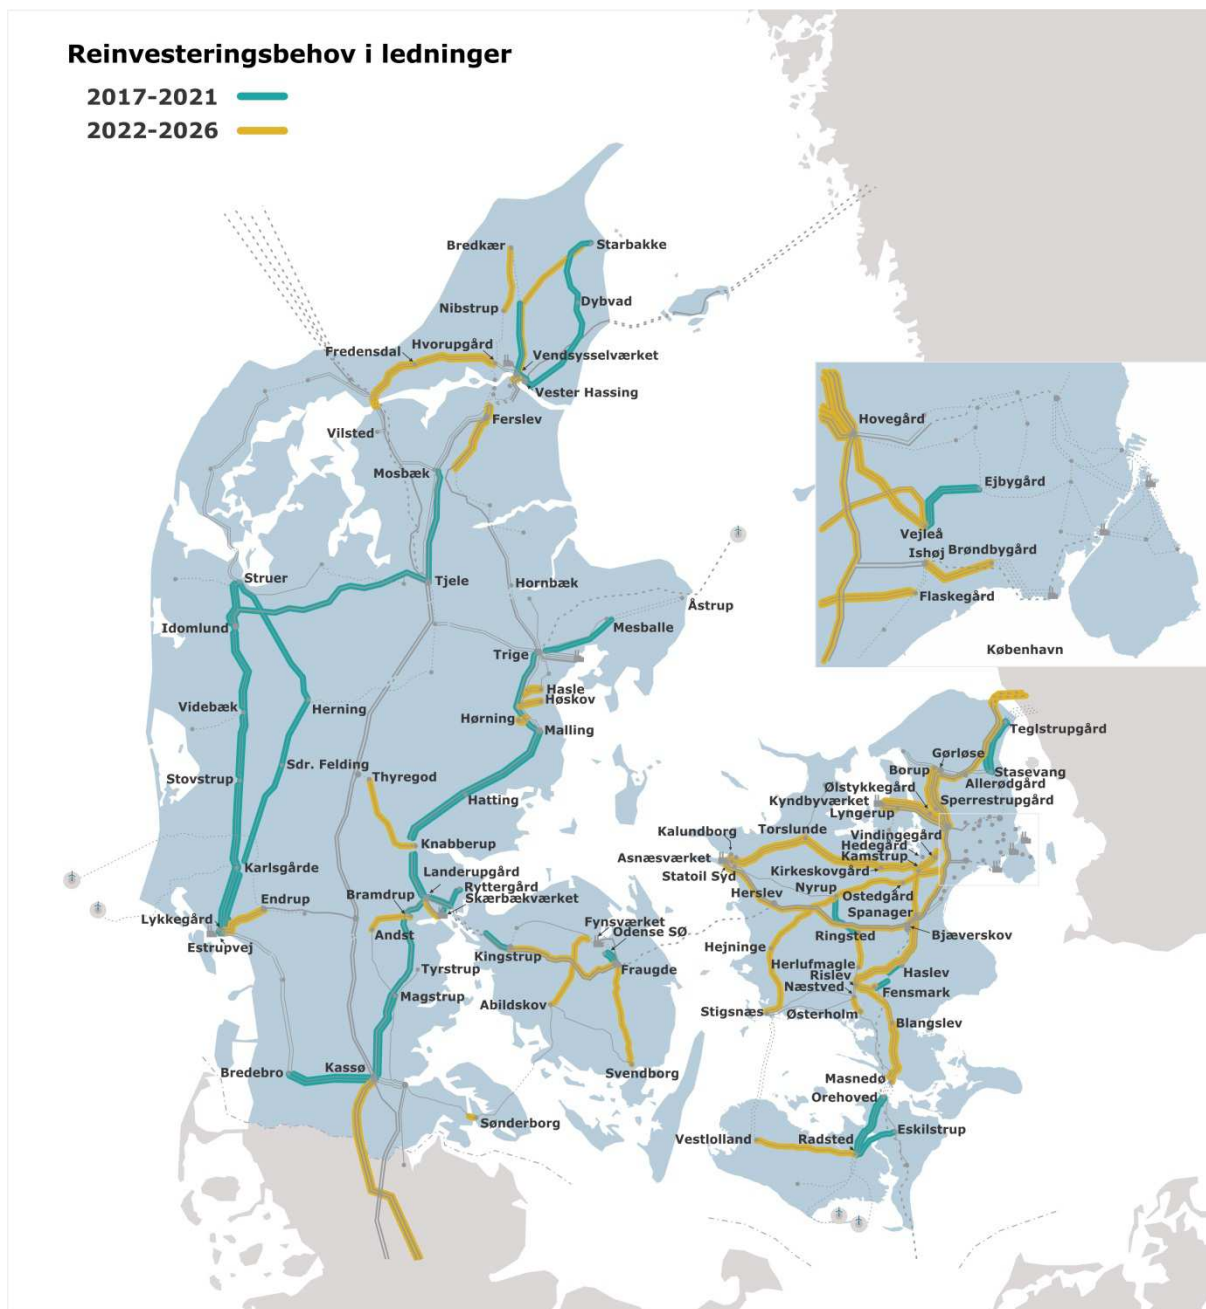 Reinvesteringsbehov i ledninger
2017-2021
2022-2026
Bredkær
Starbakke
Nibstrup
Dybvad
Fredensdal
Hvorupgård
Vendsysselværket
Vester Hassing
Ferslev
Vilsted
Mosbæk
Struer
Tjele
Hornbæk
Idomlund
Mesballe
Åstrup
Trige
Hasle
Høskov
Videbæk
Herning
Hørning
Malling
Sdr. Felding
Thyregod
Stovstrup
Hatting
Knabberup
Karlsgårde
Landerupgård
Ryttergård
Bramdrup
Skærbækværket
Endrup
Lykkegård
Estrupvej
Andst
Fynsværket
Odense SØ
Kingstrup
Fraugde
Tyrstrup
Magstrup
Abildskov
Bredebro
Kassø
Svendborg
Sønderborg
Hovegård
Ejbygård
Vejleå
Ishøj
Brøndbygård
Flaskegård
København
Teglstrupgård
Gørløse
Borup
Stasevang
Allerødgård
Ølstykkegård
Kyndbyværket
Sperrestrupgård
Lyngerup
Kalundborg
Torslunde
Vindingegård
Hedegård
Asnæsværket
Kamstrup
Statoil Syd
Kirkeskovgård
Nyrup
Herslev
Ostedgård
Spanager
Hejninge
Ringsted
Bjæverskov
Herlufmagle
Rislev
Haslev
Næstved
Fensmark
Stigsnæs
Østerholm
Blangslev
Masnedø
Orehoved
Vestlolland
Radsted
Eskilstrup